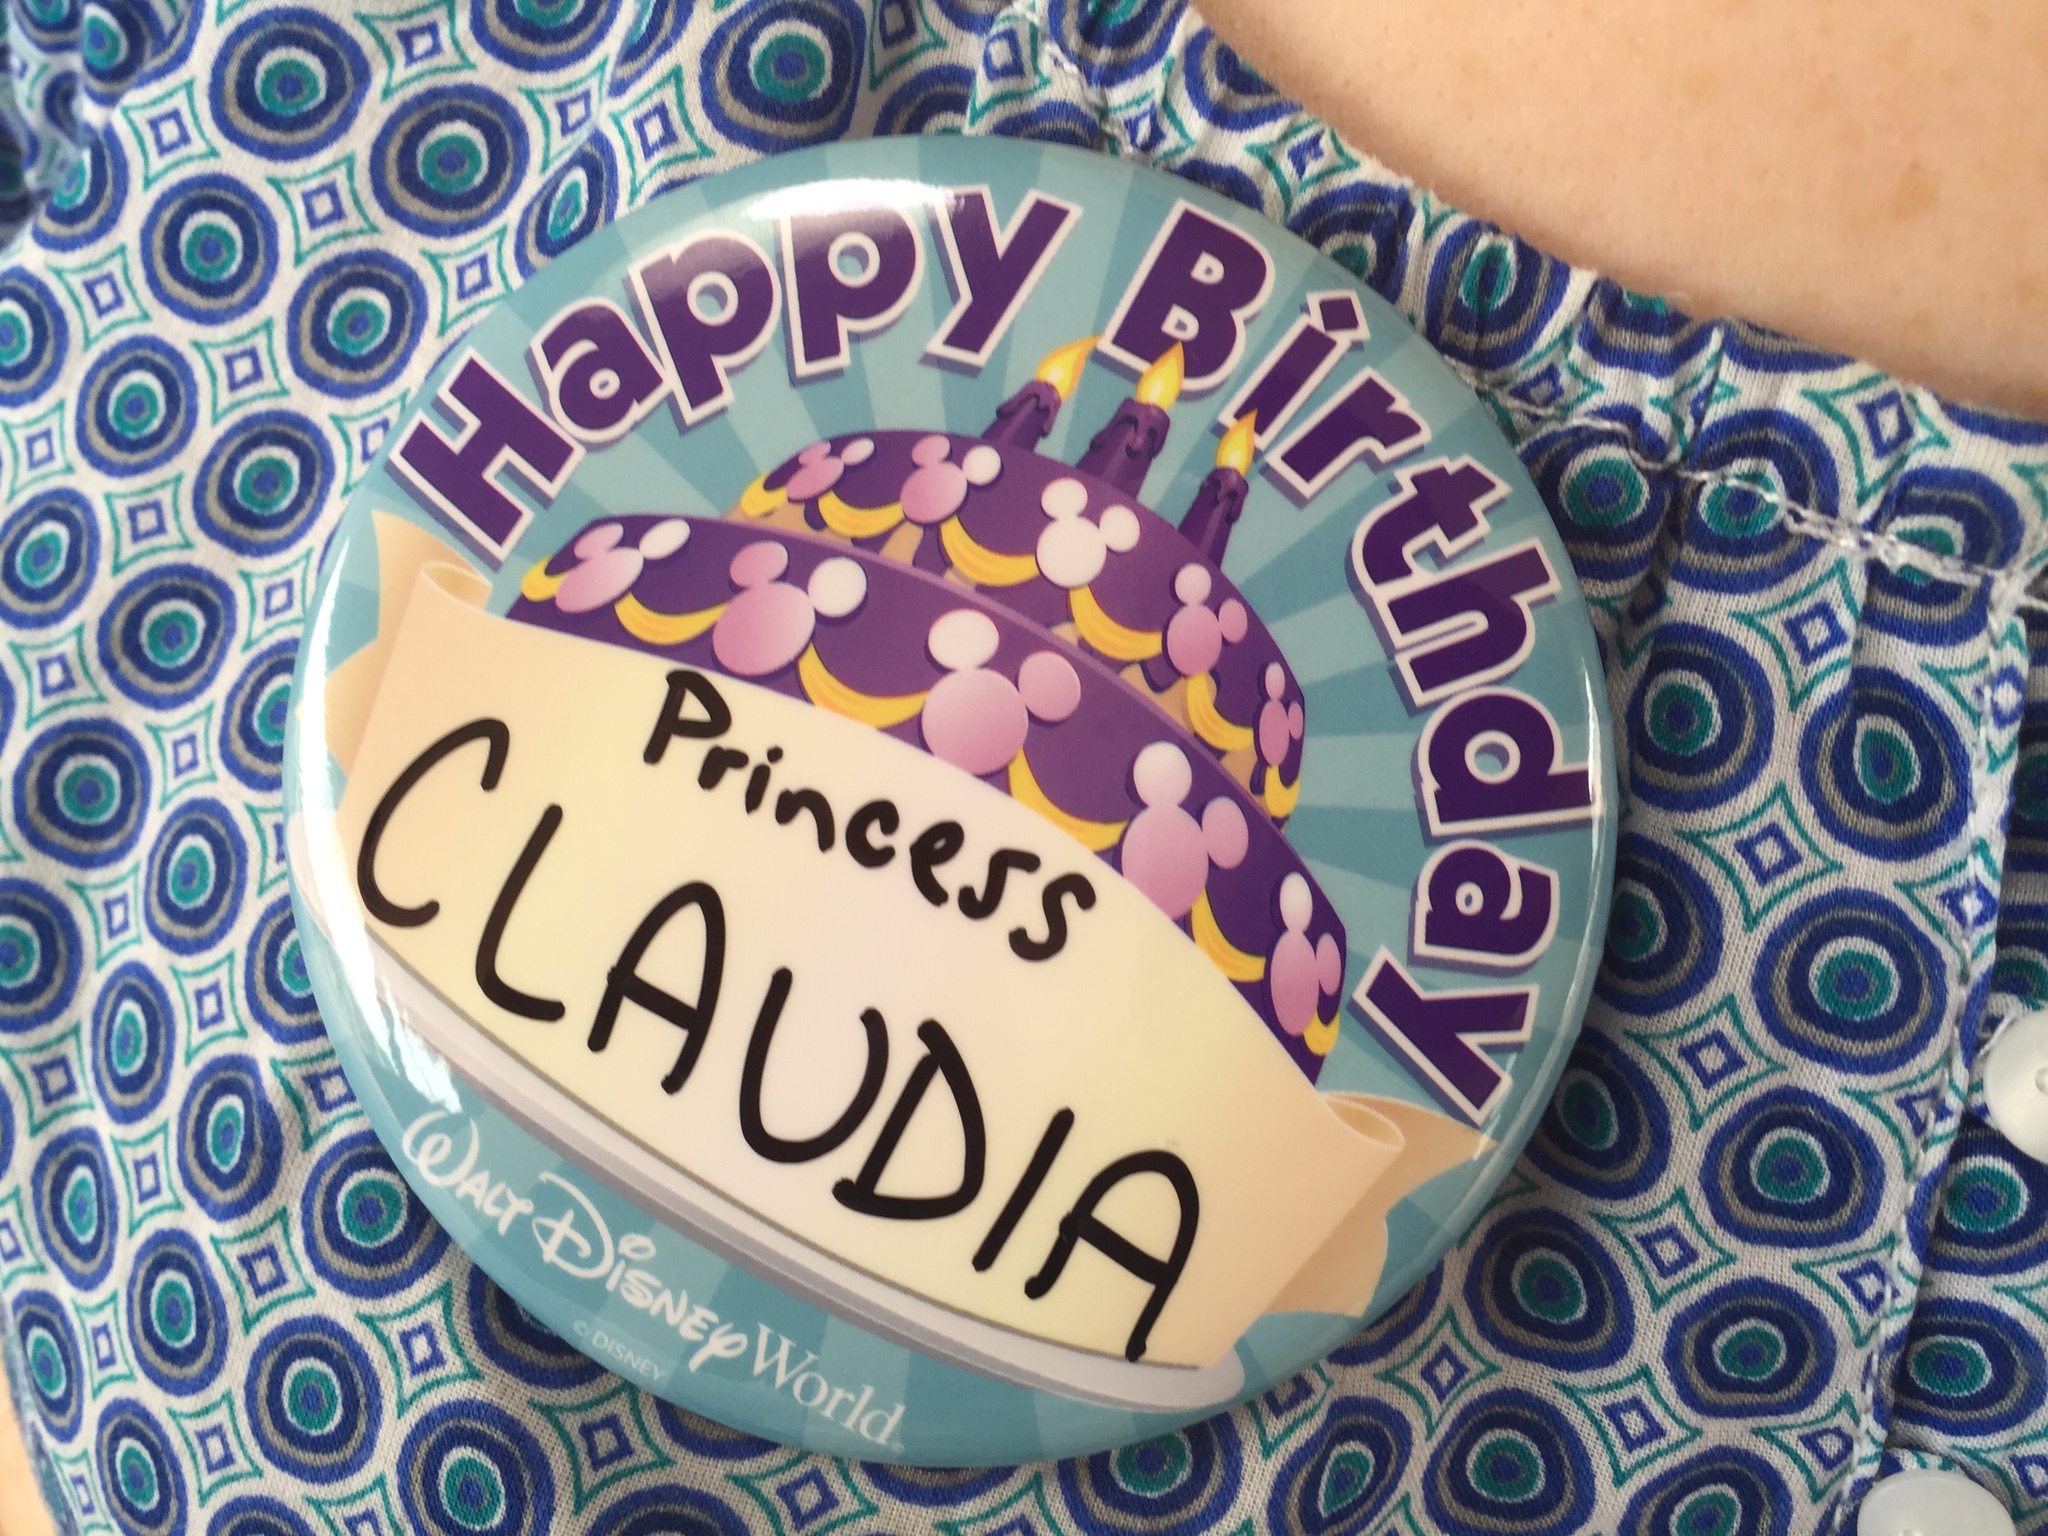 Happy Birthday
Princess
CLAUDIA
WALT DISNEY World.
© DISNEY